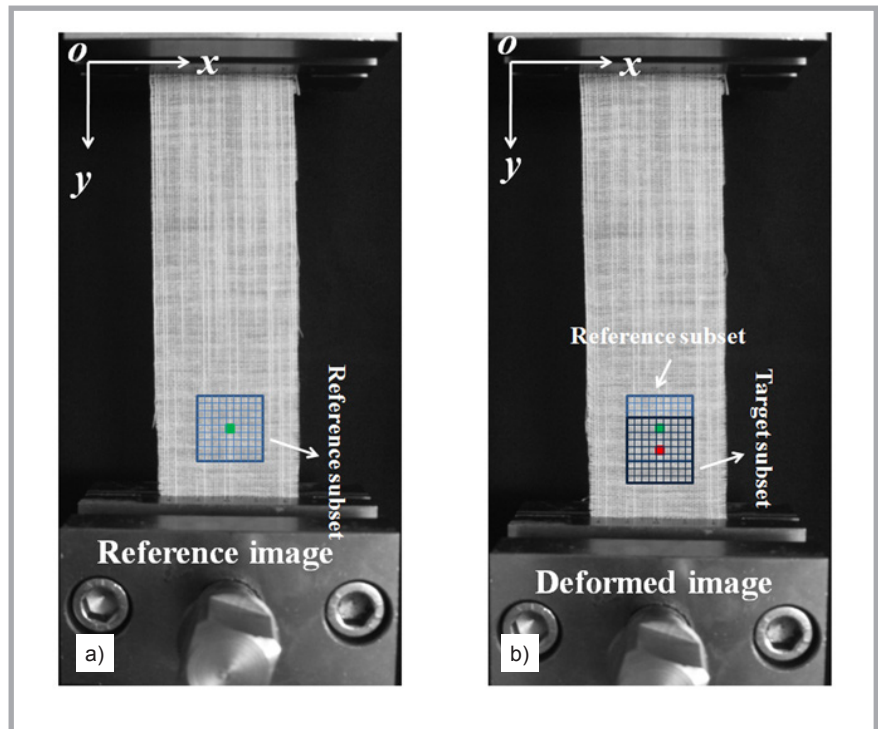 o
x
y
Reference subset
Reference image
a)
o
x
y
Reference subset
Target subset
Deformed image
b)